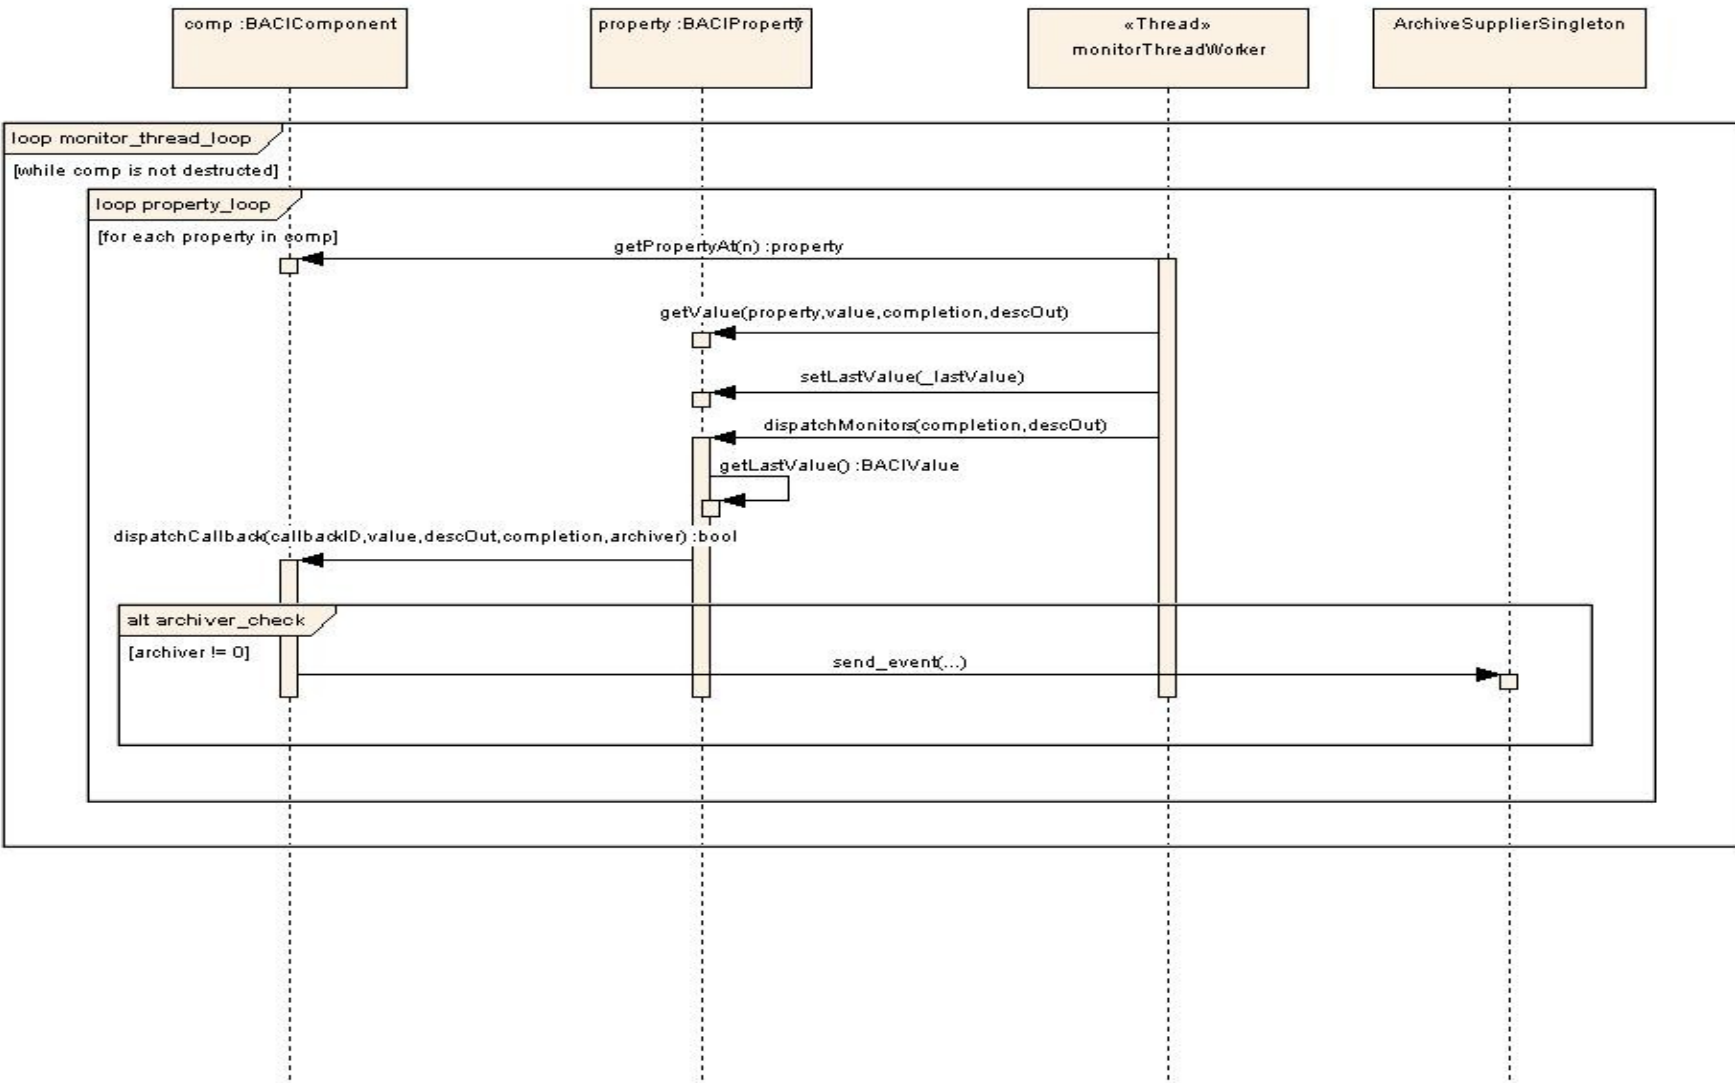 comp :BACIComponent
property :BACIProperty
«Thread»
monitorThreadWorker
ArchiveSupplierSingleton
loop monitor_thread_loop
[while comp is not destructed]
loop property_loop
[for each property in comp]
getPropertyAt(n) :property
getValue(property,value,completion,descOut)
setLastValue(_lastValue)
dispatchMonitors(completion,descOut)
getLastValue() :BACIValue
dispatchCallback(callbackID,value,descOut,completion,archiver) :bool
alt archiver_check
[archiver != 0]
send_event(...)